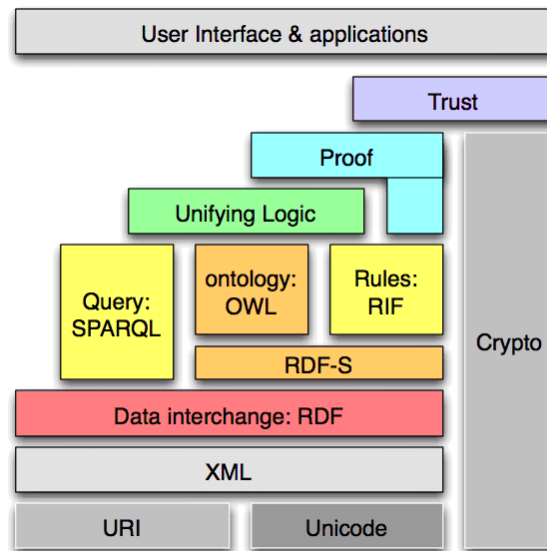 User Interface & applications
Trust
Proof
Unifying Logic
Query:
SPARQL
ontology:
OWL
Rules:
RIF
Crypto
RDF-S
Data interchange: RDF
XML
URI
Unicode